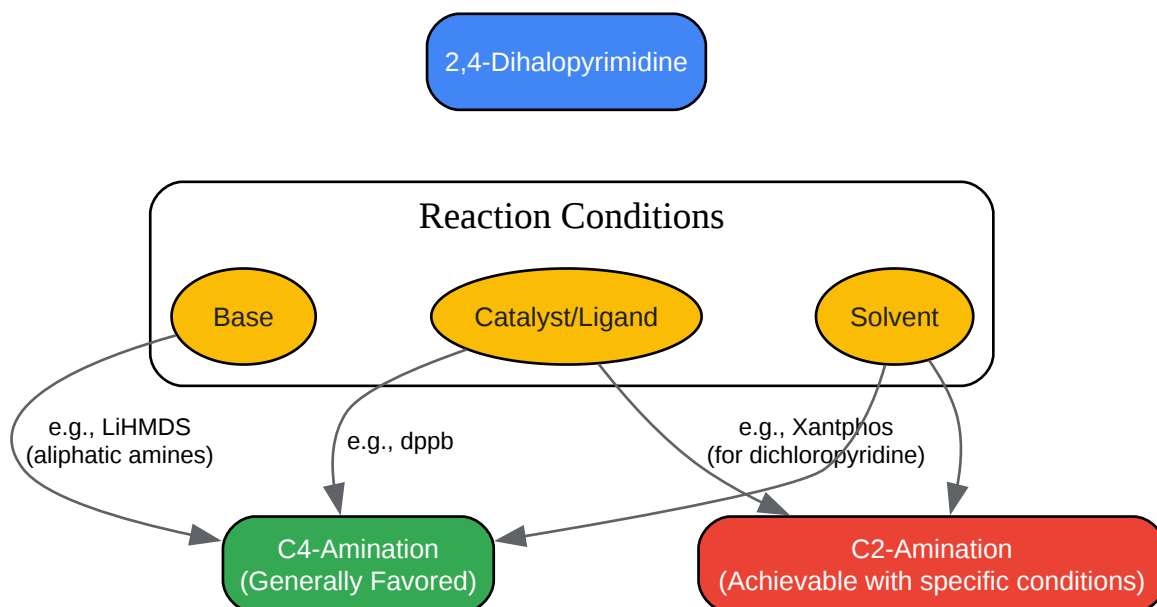 2,4-Dihalopyrimidine
Reaction Conditions
Base
Catalyst/Ligand
Solvent
e.g., LiHMDS
(aliphatic amines)
e.g., dppb
e.g., Xantphos
(for dichloropyridine)
C4-Amination
(Generally Favored)
C2-Amination
(Achievable with specific conditions)